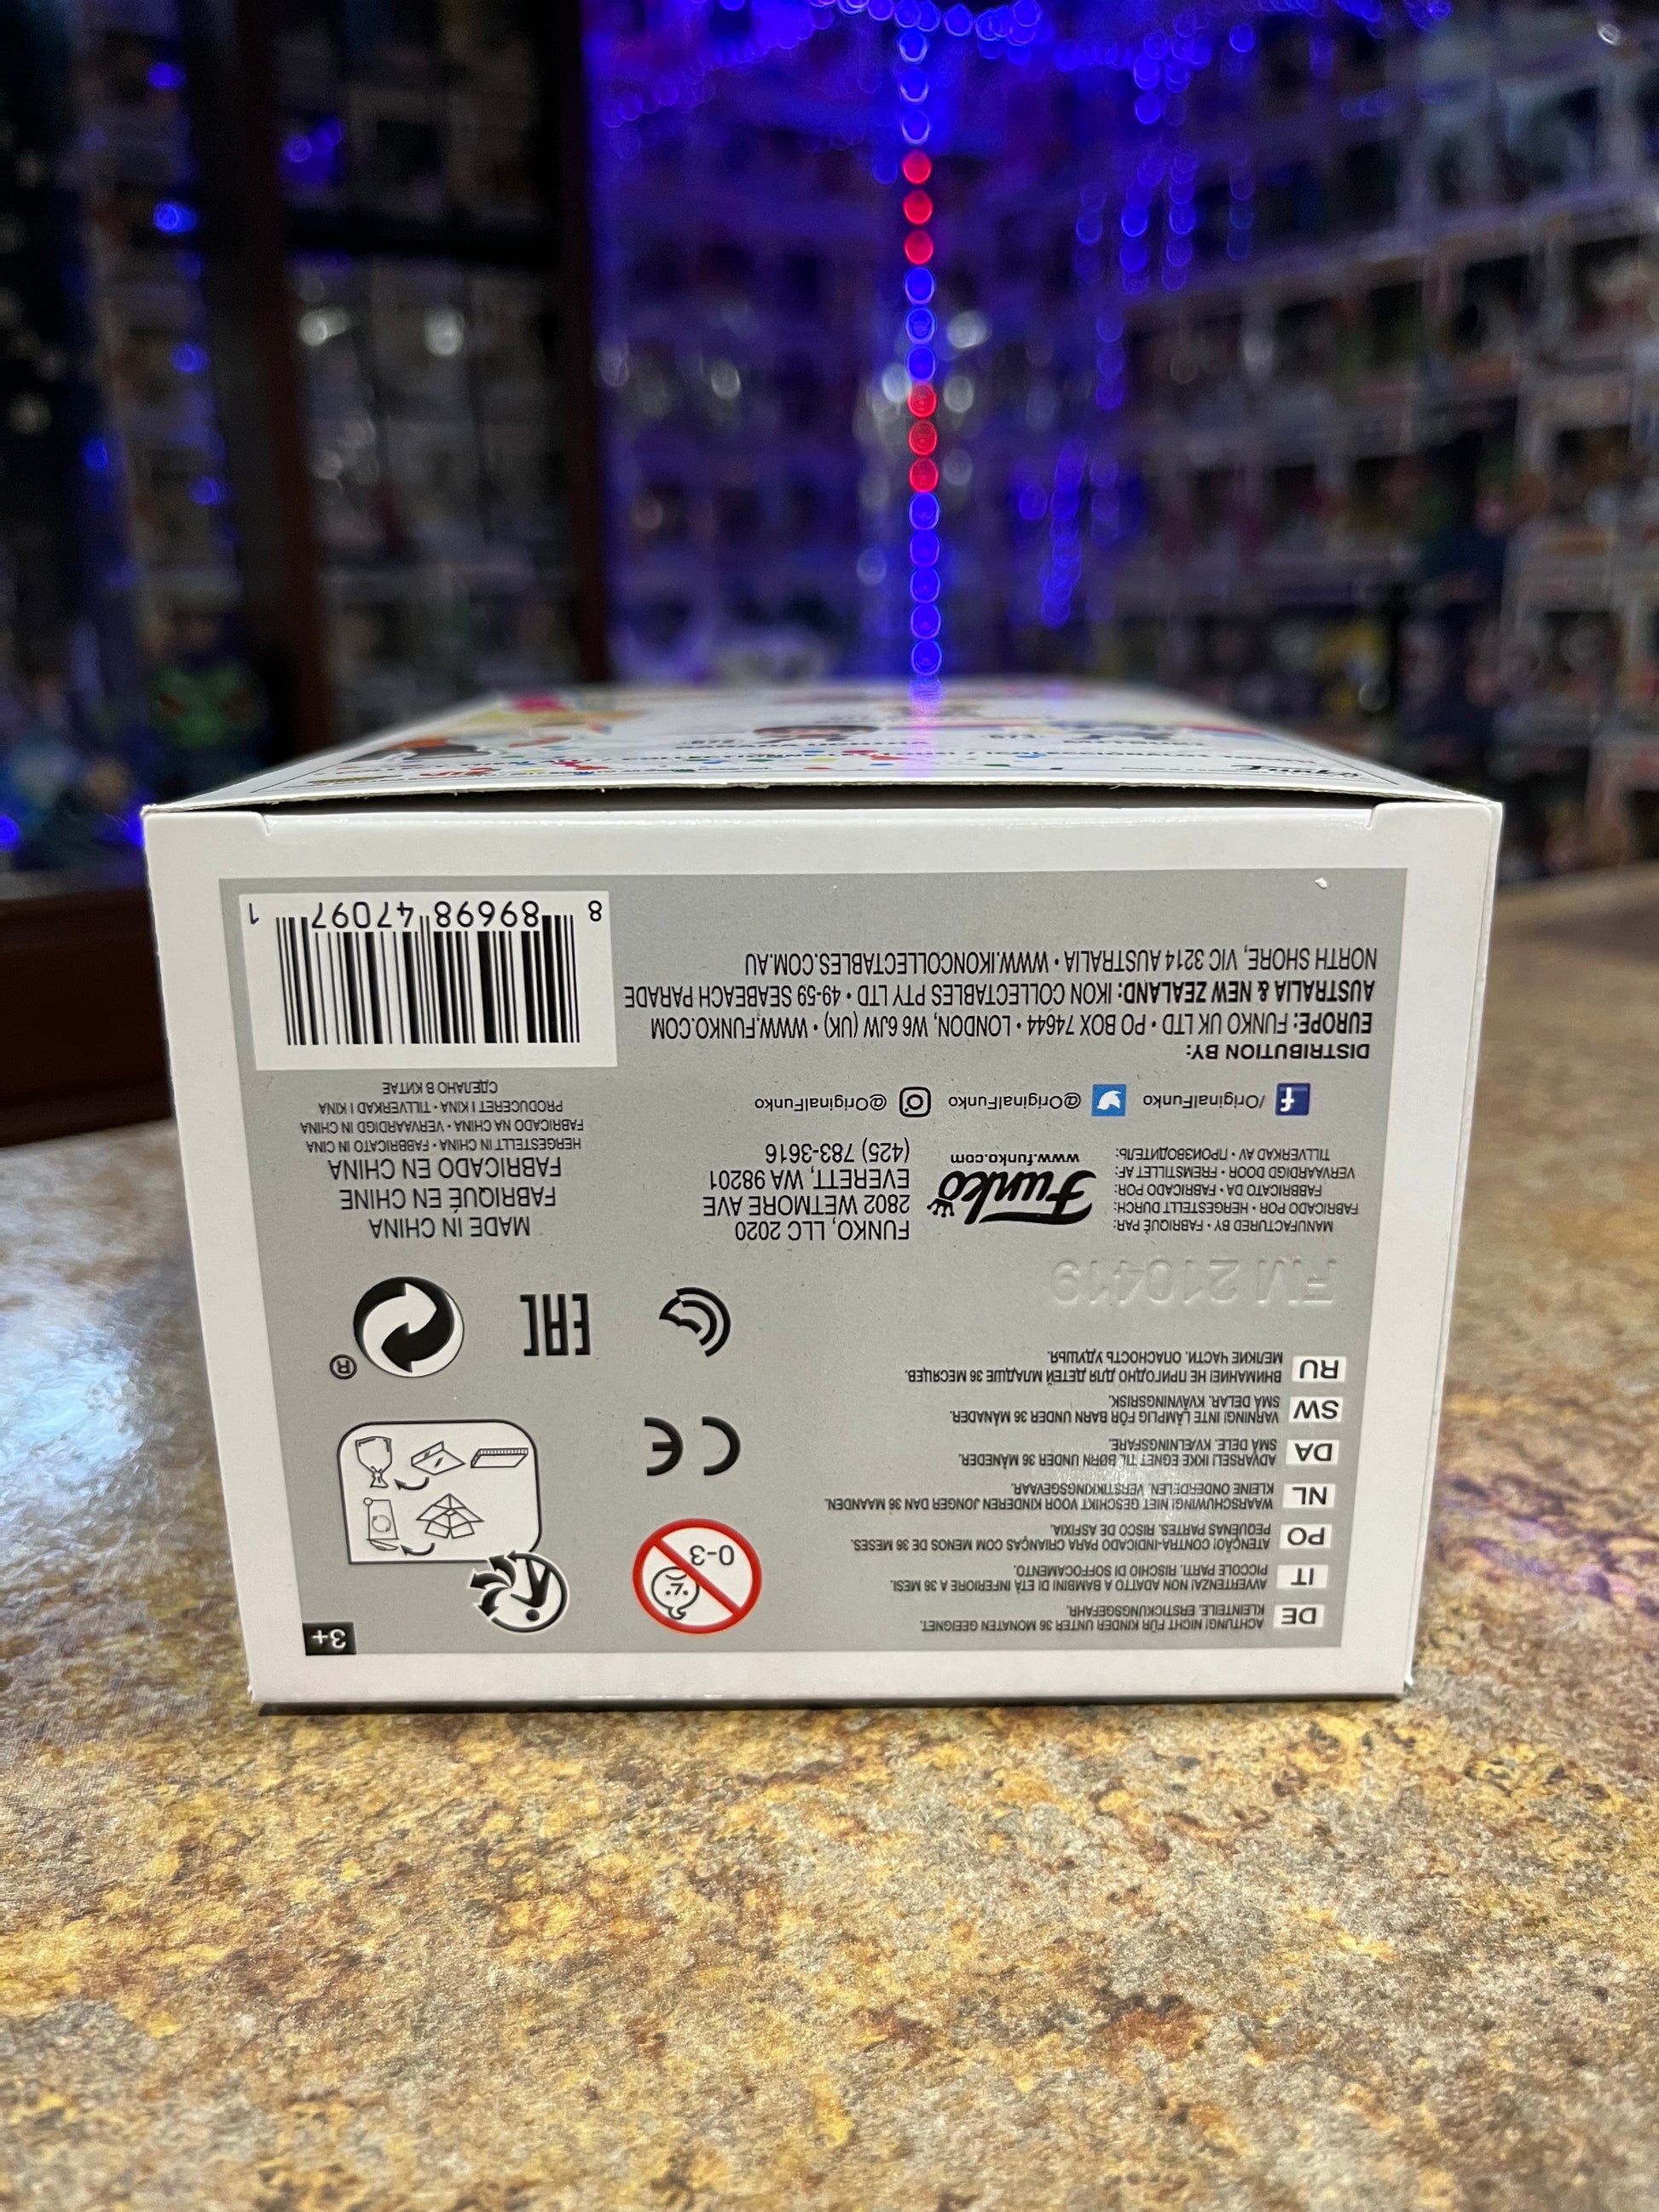 DE ACHTUNG! NICHT FÜR KINDER UNTER 36 MONATEN GEEIGNET.
KLEINTEILE. ERSTICKUNGSGEFAHR.
IT AVVERTENZA! NON ADATTO A BAMBINI DI ETÀ INFERIORE A 36 MESI.
PICCOLE PARTI. RISCHIO DI SOFFOCAMENTO.
PO ATENÇÃO! CONTRA-INDICADO PARA CRIANÇAS COM MENOS DE 36 MESES.
PEQUENAS PARTES. RISCO DE ASFIXIA.
NL WAARSCHUWING! NIET GESCHIKT VOOR KINDEREN JONGER DAN 36 MAANDEN.
KLEINE ONDERDELEN. VERSTIKKINGSGEVAAR.
DA ADVARSEL! IKKE EGNET TIL BØRN UNDER 36 MÅNEDER.
SMÅ DELE. KVÆLNINGSFARE.
SW VARNING! INTE LÄMPLIG FÖR BARN UNDER 36 MÅNADER.
SMÅ DELAR. KVÄVNINGSRISK.
RU ВНИМАНИЕ! НЕ ПРИГОДНО ДЛЯ ДЕТЕЙ МЛАДШЕ 36 МЕСЯЦЕВ.
МЕЛКИЕ ЧАСТИ. ОПАСНОСТЬ УДУШЬЯ.
0-3
3+
CE
EAC
®
FM 210419
MANUFACTURED BY • FABRIQUÉ PAR:
FABRICADO POR • HERGESTELLT DURCH:
FABBRICATO DA • FABRICADO POR:
VERVAARDIGD DOOR • FREMSTILLET AF:
TILLVERKAD AV • ПРОИЗВОДИТЕЛЬ:
Funko
www.funko.com
FUNKO, LLC 2020
2802 WETMORE AVE
EVERETT, WA 98201
(425) 783-3616
MADE IN CHINA
FABRIQUÉ EN CHINE
FABRICADO EN CHINA
HERGESTELLT IN CHINA • FABBRICATO IN CINA
FABRICADO NA CHINA • VERVAARDIGD IN CHINA
PRODUCERET I KINA • TILLVERKAD I KINA
СДЕЛАНО В КИТАЕ
/OriginalFunko @OriginalFunko @OriginalFunko
DISTRIBUTION BY:
EUROPE: FUNKO UK LTD • PO BOX 74644 • LONDON, W6 6JW (UK) • WWW.FUNKO.COM
AUSTRALIA & NEW ZEALAND: IKON COLLECTABLES PTY LTD • 49-59 SEABEACH PARADE
NORTH SHORE, VIC 3214 AUSTRALIA • WWW.IKONCOLLECTABLES.COM.AU
8 89698 47097 1